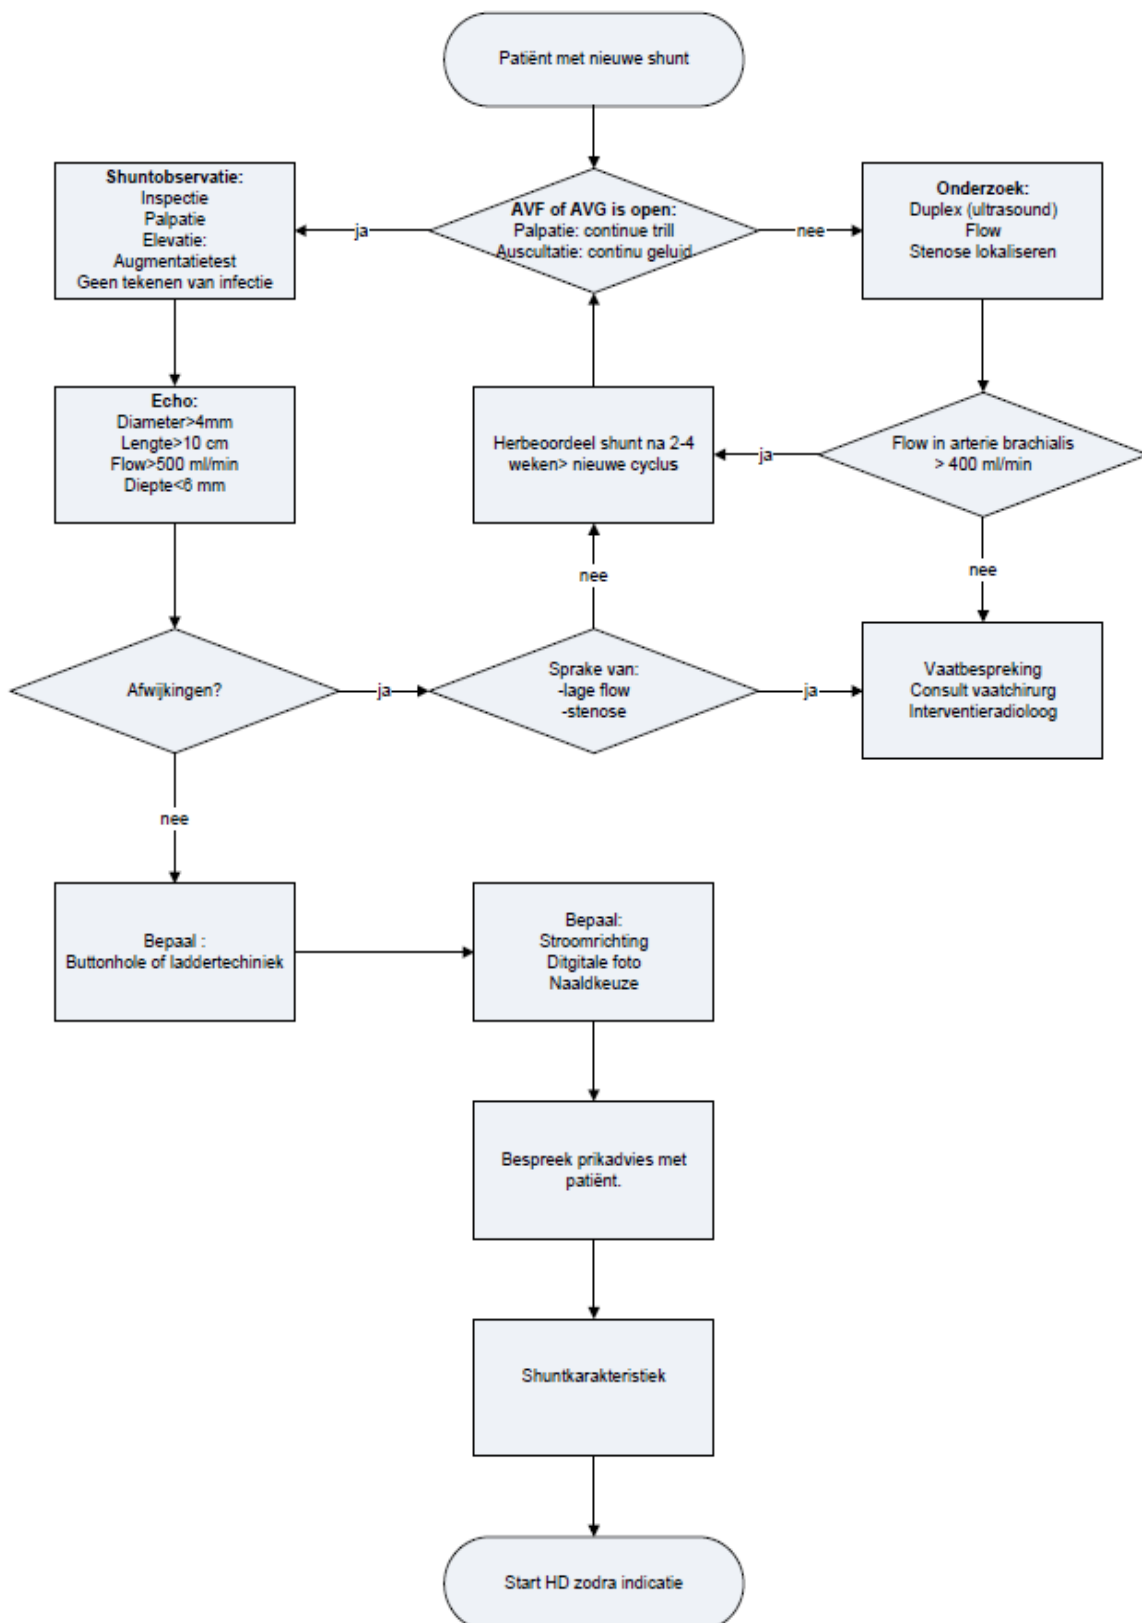 Patiënt met nieuwe shunt
Shuntobservatie:
Inspectie
Palpatie
Elevatie:
Augmentatietest
Geen tekenen van infectie
ja
AVF of AVG is open:
Palpatie: continue trill
Auscultatie: continu geluid
nee
Onderzoek:
Duplex (ultrasound)
Flow
Stenose lokaliseren
Echo:
Diameter>4mm
Lengte>10 cm
Flow>500 ml/min
Diepte<6 mm
Herbeoordeel shunt na 2-4
weken> nieuwe cyclus
ja
Flow in arterie brachialis
> 400 ml/min
nee
nee
Afwijkingen?
ja
Sprake van:
-lage flow
-stenose
ja
Vaatbespreking
Consult vaatchirurg
Interventieradioloog
nee
Bepaal :
Buttonhole of laddertechiniek
Bepaal:
Stroomrichting
Ditgitale foto
Naaldkeuze
Bespreek prikadvies met
patiënt.
Shuntkarakteristiek
Start HD zodra indicatie